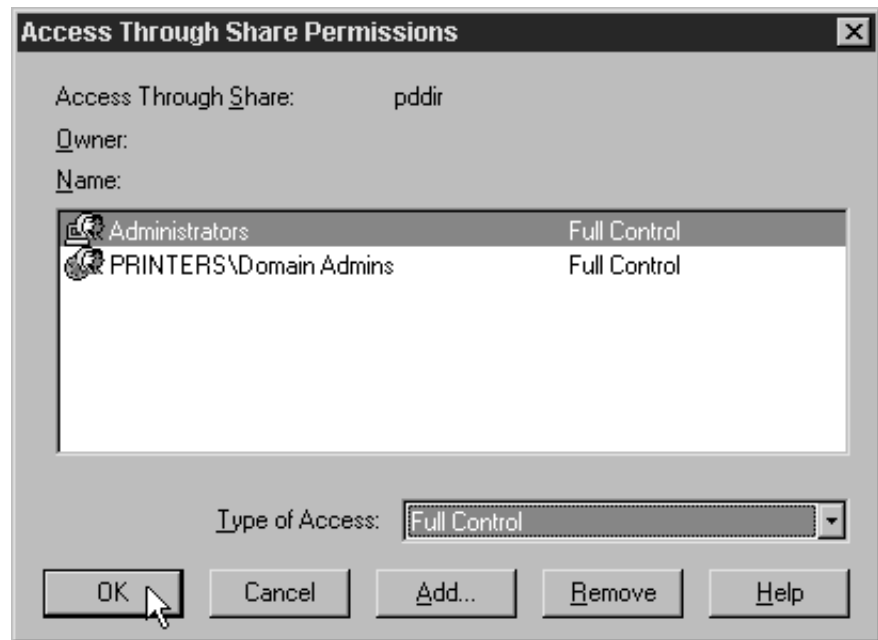 Access Through Share Permissions
Access Through Share: pddir
Owner:
Name:
Administrators Full Control
PRINTERS\Domain Admins Full Control
Type of Access: Full Control
OK Cancel Add... Remove Help